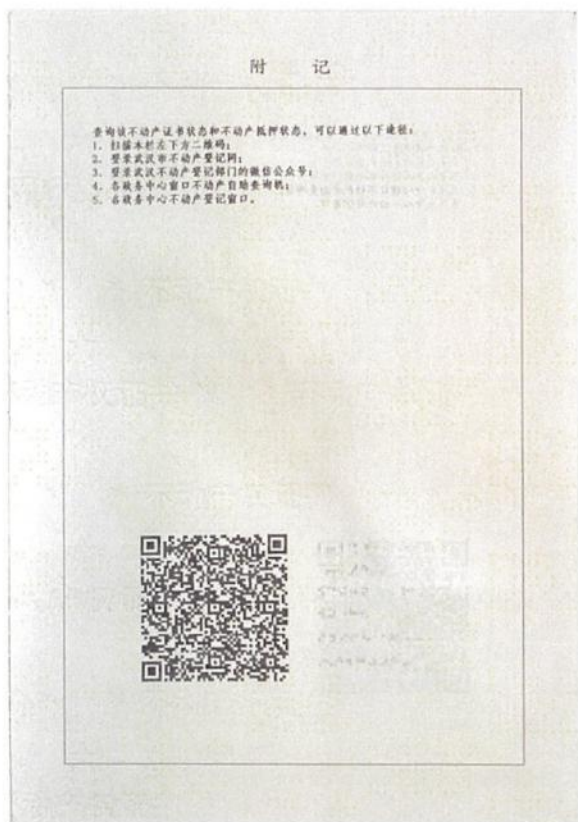 附 记
查询该不动产证书状态和不动产抵押状态，可以通过以下途径：
1. 扫描本栏左下方二维码；
2. 登录武汉市不动产登记网；
3. 登录武汉不动产登记部门的微信公众号；
4. 各政务中心窗口不动产自助查询机；
5. 各政务中心不动产登记窗口。